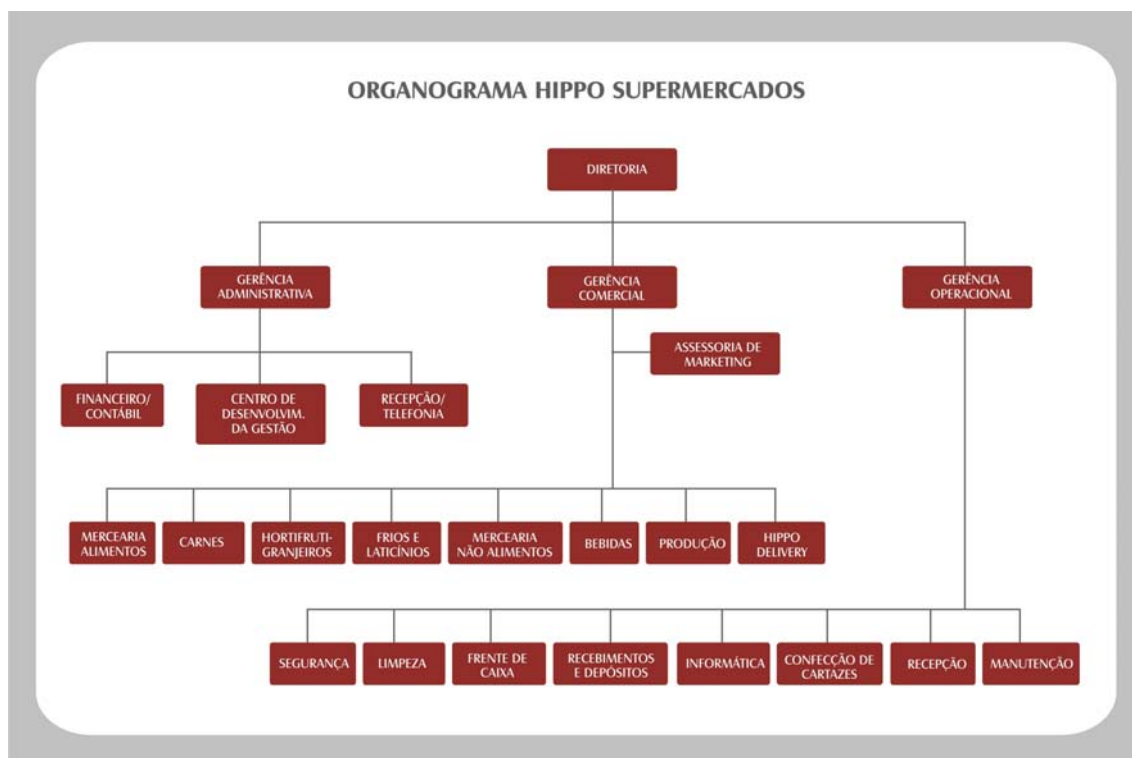 ORGANOGRAMA HIPPO SUPERMERCADOS
DIRETORIA
GERÊNCIA
ADMINISTRATIVA
GERÊNCIA
COMERCIAL
GERÊNCIA
OPERACIONAL
ASSESSORIA DE
MARKETING
FINANCEIRO/
CONTÁBIL
CENTRO DE
DESENVOLVIM.
DA GESTÃO
RECEPÇÃO/
TELEFONIA
MERCEARIA
ALIMENTOS
CARNES
HORTIFRUTI-
GRANJEIROS
FRIOS E
LATICÍNIOS
MERCEARIA
NÃO ALIMENTOS
BEBIDAS
PRODUÇÃO
HIPPO
DELIVERY
SEGURANÇA
LIMPEZA
FRENTE DE
CAIXA
RECEBIMENTOS
E DEPÓSITOS
INFORMÁTICA
CONFECÇÃO DE
CARTAZES
RECEPÇÃO
MANUTENÇÃO